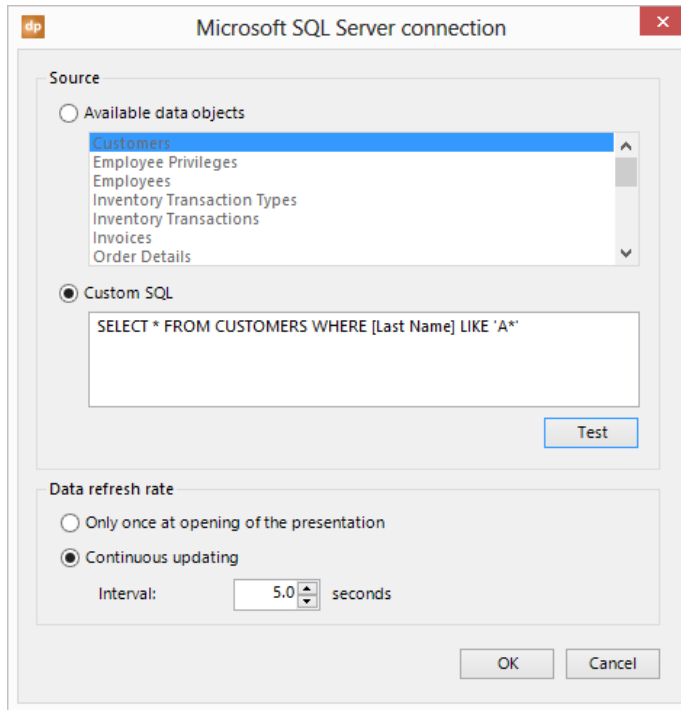 dp
Microsoft SQL Server connection
Source
Available data objects
Customers
Employee Privileges
Employees
Inventory Transaction Types
Inventory Transactions
Invoices
Order Details
Custom SQL
SELECT * FROM CUSTOMERS WHERE [Last Name] LIKE 'A*'
Test
Data refresh rate
Only once at opening of the presentation
Continuous updating
Interval: 5.0 seconds
OK Cancel